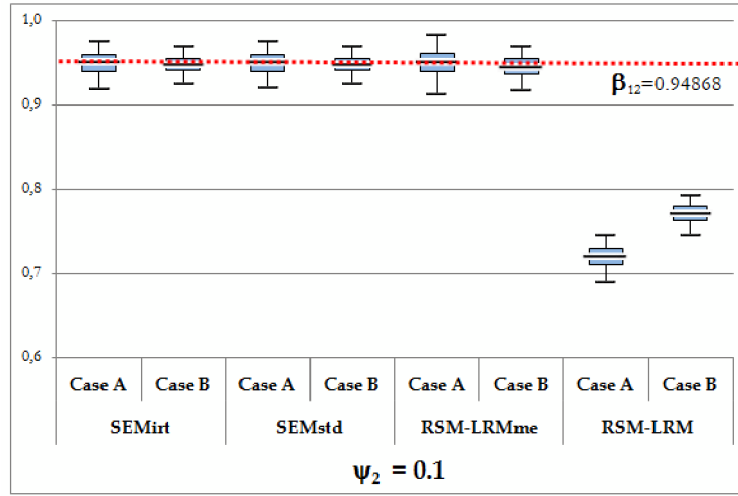 1,0
0,9
0,8
0,7
0,6
β₁₂=0.94868
Case A Case B Case A Case B Case A Case B Case A Case B
SEMirt SEMstd RSM-LRMme RSM-LRM
ψ₂ = 0.1